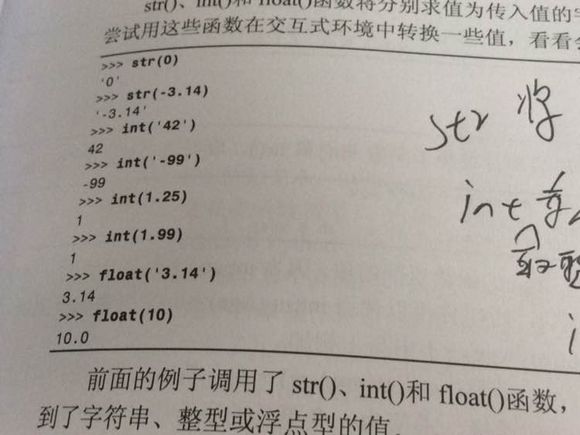 str()、int()和 float()函数将分别求值为传入值的字
尝试用这些函数在交互式环境中转换一些值，看看会
>>> str(0)
'0'
>>> str(-3.14)
'-3.14'
>>> int('42')
42
>>> int('-99')
-99
>>> int(1.25)
1
>>> int(1.99)
1
>>> float('3.14')
3.14
>>> float(10)
10.0
str 将
int
取整
i
前面的例子调用了 str()、int()和 float()函数，
到了字符串、整型或浮点型的值。